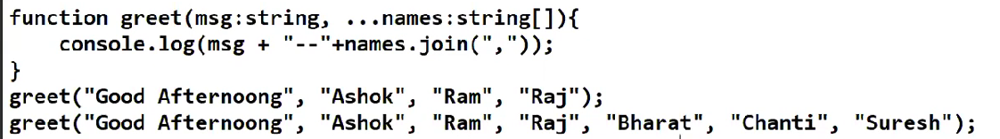 function greet(msg:string, ...names:string[]){
    console.log(msg + "--"+names.join(","));
}
greet("Good Afternoong", "Ashok", "Ram", "Raj");
greet("Good Afternoong", "Ashok", "Ram", "Raj", "Bharat", "Chanti", "Suresh");